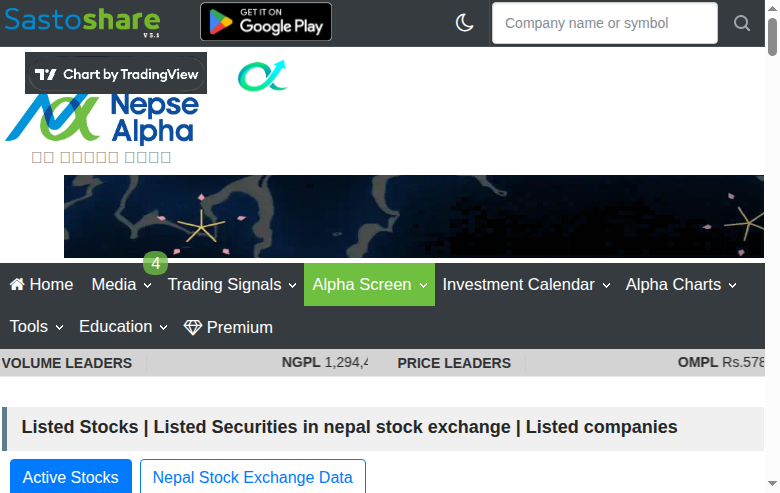 Sastoshare
V 5.1
GET IT ON
Google Play
Company name or symbol
Chart by TradingView
Nepse
Alpha
4
Home Media Trading Signals Alpha Screen Investment Calendar Alpha Charts
Tools Education Premium
VOLUME LEADERS NGPL 1,294,4 PRICE LEADERS OMPL Rs.578
Listed Stocks | Listed Securities in nepal stock exchange | Listed companies
Active Stocks Nepal Stock Exchange Data